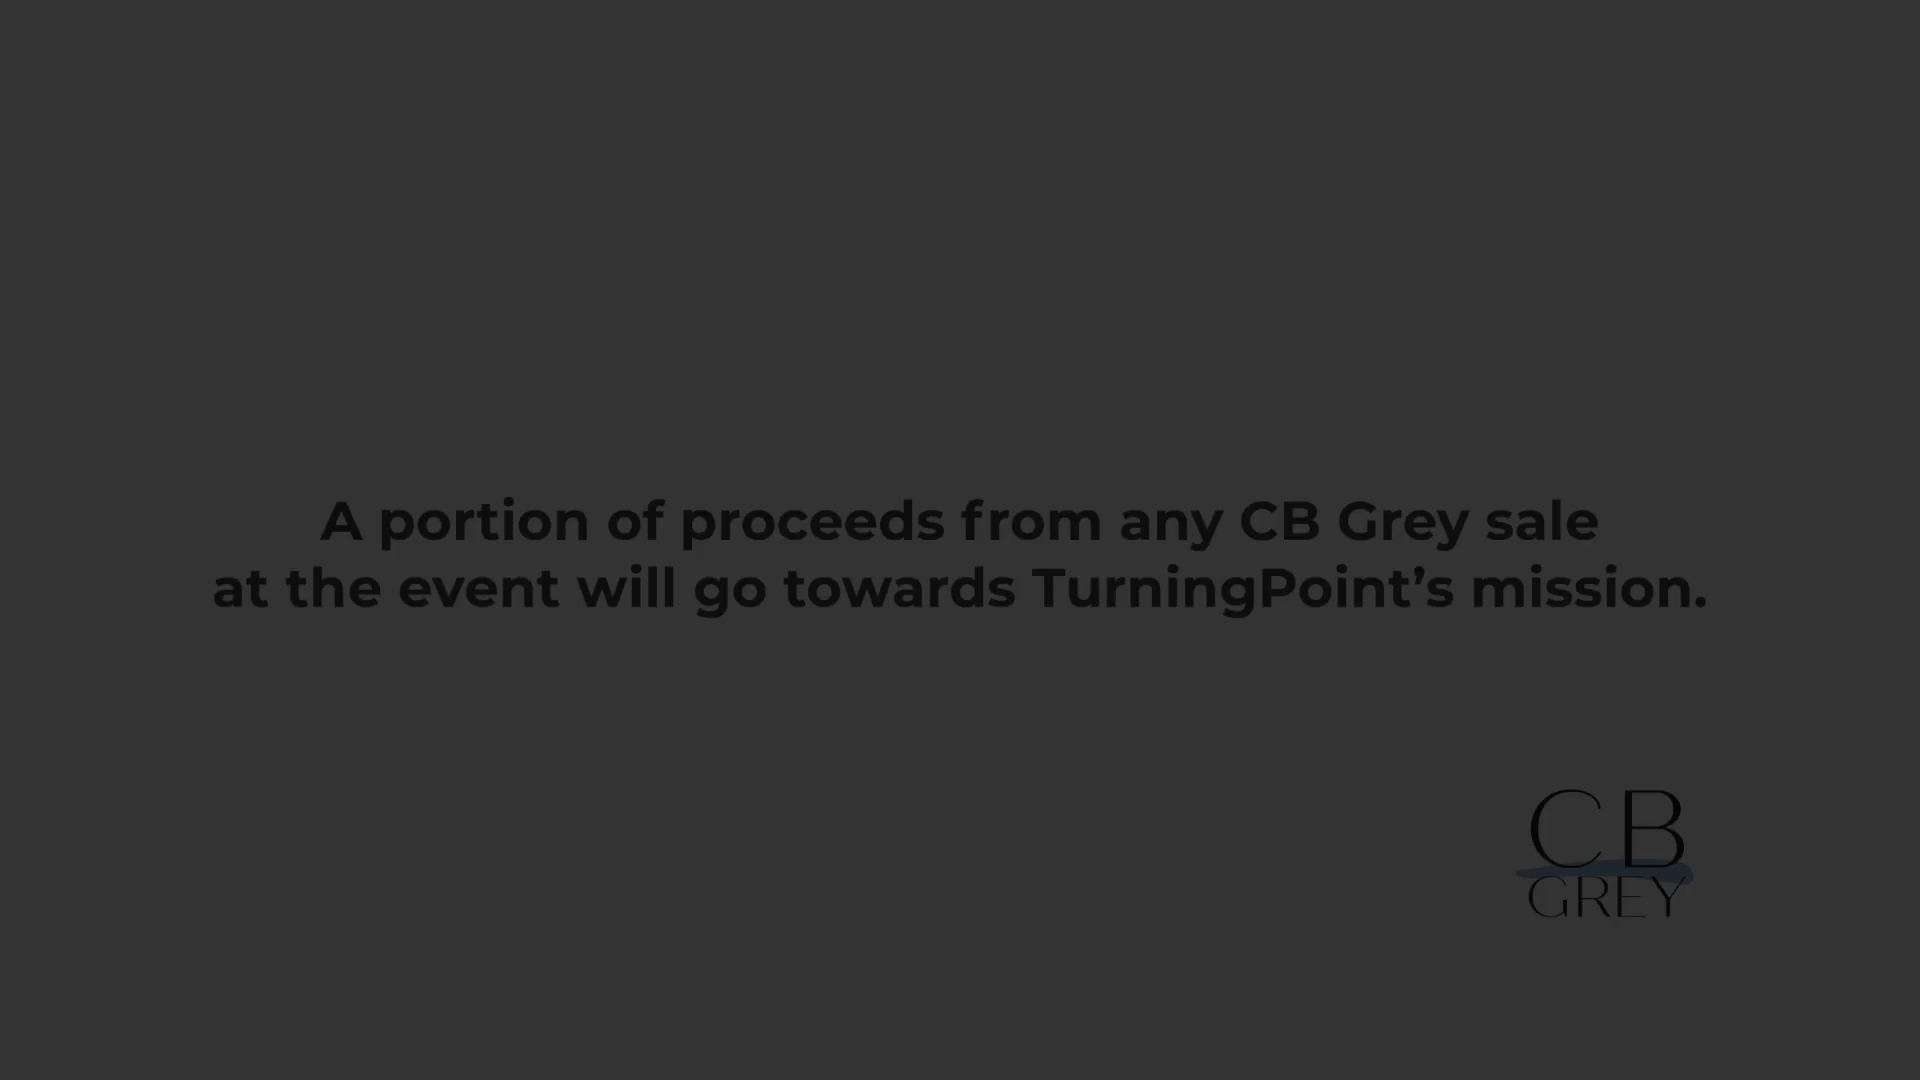 A portion of proceeds from any CB Grey sale
at the event will go towards TurningPoint’s mission.
CB
GREY